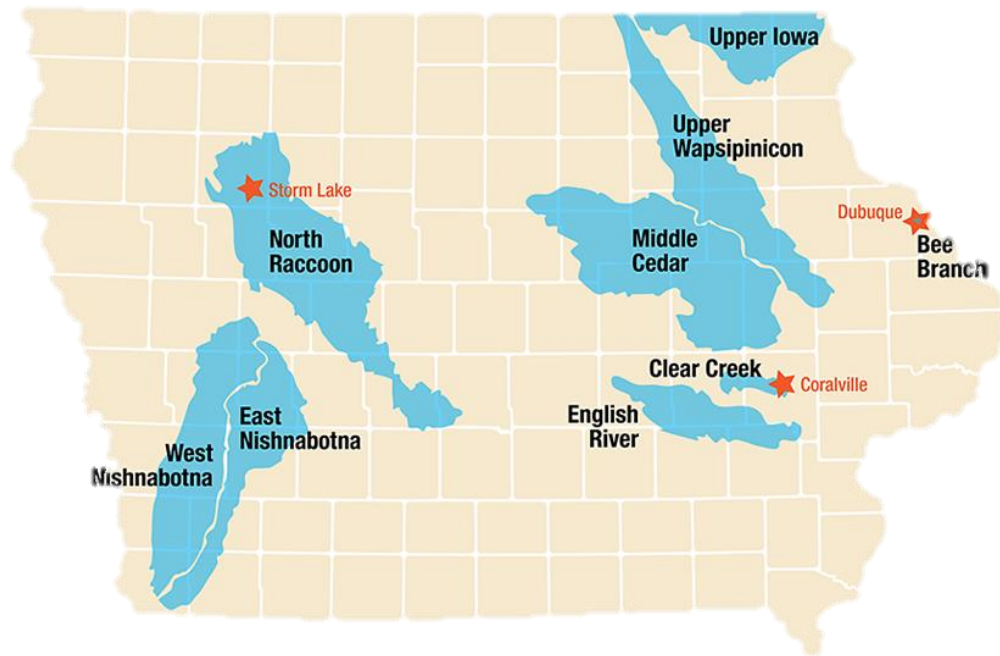 Upper Iowa
Upper
Wapsipinicon
Storm Lake
Dubuque
Bee
Branch
North
Raccoon
Middle
Cedar
Clear Creek
Coralville
English
River
East
Nishnabotna
West
Nishnabotna